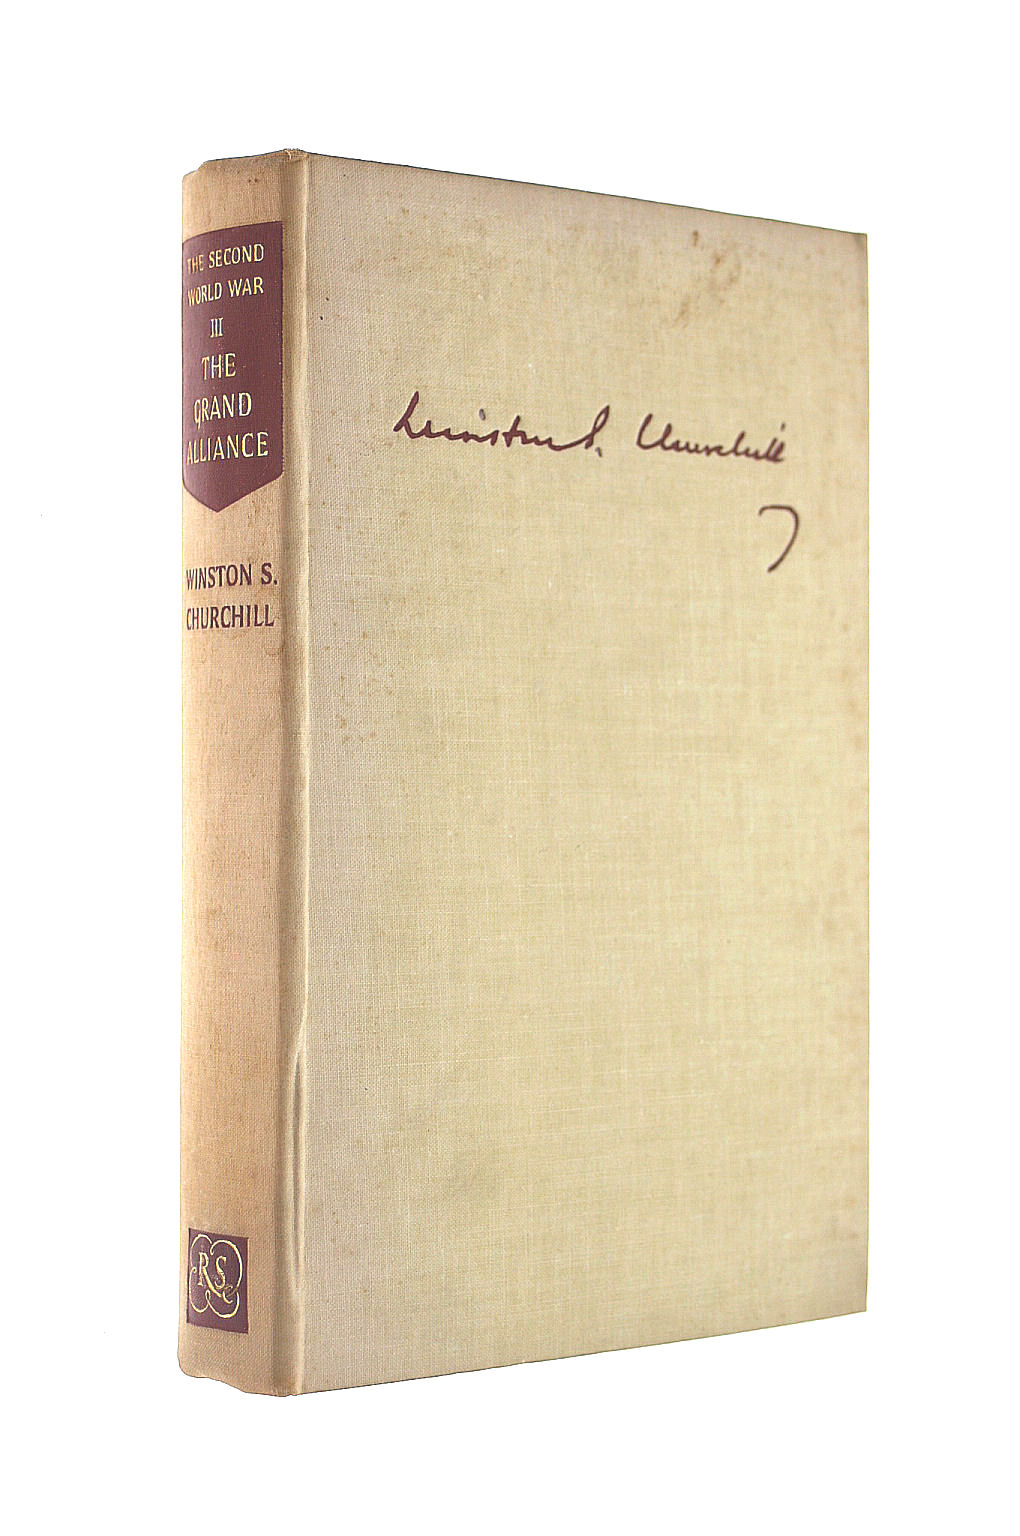 THE SECOND
WORLD WAR
III
THE
GRAND
ALLIANCE
WINSTON S.
CHURCHILL
RS
Winston S. Churchill